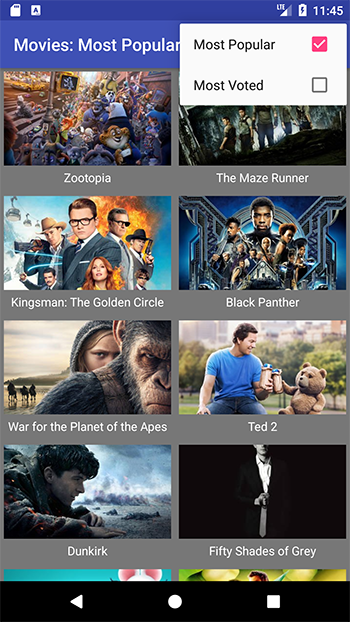 LTE 11:45
Movies: Most Popular
Most Popular
Most Voted
Zootopia
The Maze Runner
Kingsman: The Golden Circle
Black Panther
War for the Planet of the Apes
Ted 2
Dunkirk
Fifty Shades of Grey